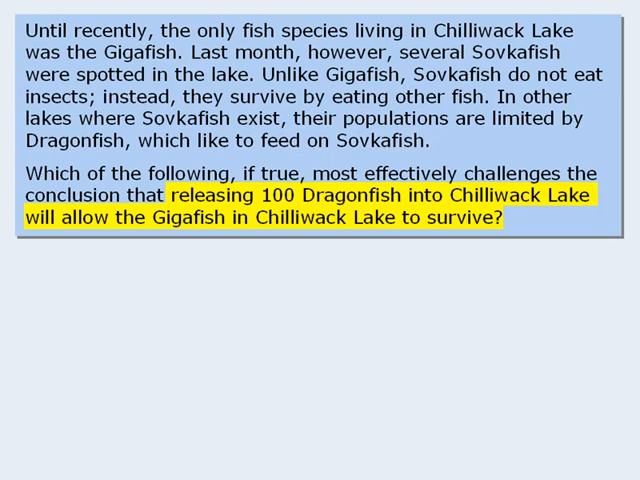 Until recently, the only fish species living in Chilliwack Lake
was the Gigafish. Last month, however, several Sovkafish
were spotted in the lake. Unlike Gigafish, Sovkafish do not eat
insects; instead, they survive by eating other fish. In other
lakes where Sovkafish exist, their populations are limited by
Dragonfish, which like to feed on Sovkafish.
Which of the following, if true, most effectively challenges the
conclusion that releasing 100 Dragonfish into Chilliwack Lake
will allow the Gigafish in Chilliwack Lake to survive?